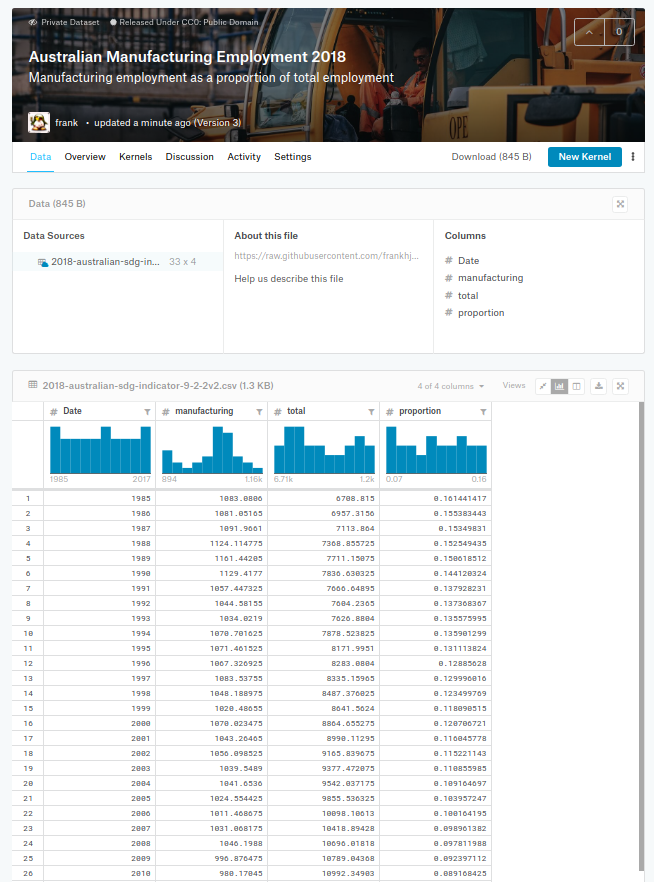 Private Dataset Released Under CC0: Public Domain
0
Australian Manufacturing Employment 2018
Manufacturing employment as a proportion of total employment
frank • updated a minute ago (Version 3)
OPE
Data Overview Kernels Discussion Activity Settings Download (845 B) New Kernel
Data (845 B)
Data Sources
2018-australian-sdg-in... 33 x 4
About this file
https://raw.githubusercontent.com/frankhj...
Help us describe this file
Columns
# Date
# manufacturing
# total
# proportion
2018-australian-sdg-indicator-9-2-2v2.csv (1.3 KB) 4 of 4 columns Views
# Date # manufacturing # total # proportion
1985 2017 894 1.16k 6.71k 1.2k 0.07 0.16
1 1985 1083.0806 6708.815 0.161441417
2 1986 1081.05165 6957.3156 0.155383443
3 1987 1091.9661 7113.864 0.15349831
4 1988 1124.114775 7368.855725 0.152549435
5 1989 1161.44205 7711.15075 0.150618512
6 1990 1129.4177 7836.630325 0.144120324
7 1991 1057.447325 7666.64895 0.137928231
8 1992 1044.58155 7604.2365 0.137368367
9 1993 1034.0219 7626.8804 0.135575995
10 1994 1070.701625 7878.523825 0.135901299
11 1995 1071.461525 8171.9951 0.131113824
12 1996 1067.326925 8283.0804 0.12885628
13 1997 1083.53755 8335.15965 0.129996016
14 1998 1048.188975 8487.376025 0.123499769
15 1999 1020.48655 8641.5624 0.118090515
16 2000 1070.023475 8864.655275 0.120706721
17 2001 1043.26465 8990.11295 0.116045778
18 2002 1056.098525 9165.839675 0.115221143
19 2003 1039.5489 9377.472075 0.110855985
20 2004 1041.6536 9542.037175 0.109164697
21 2005 1024.554425 9855.536325 0.103957247
22 2006 1011.468675 10098.10613 0.100164195
23 2007 1031.068175 10418.89428 0.098961382
24 2008 1046.1988 10696.01818 0.097811988
25 2009 996.876475 10789.04368 0.092397112
26 2010 980.17045 10992.34903 0.089168425